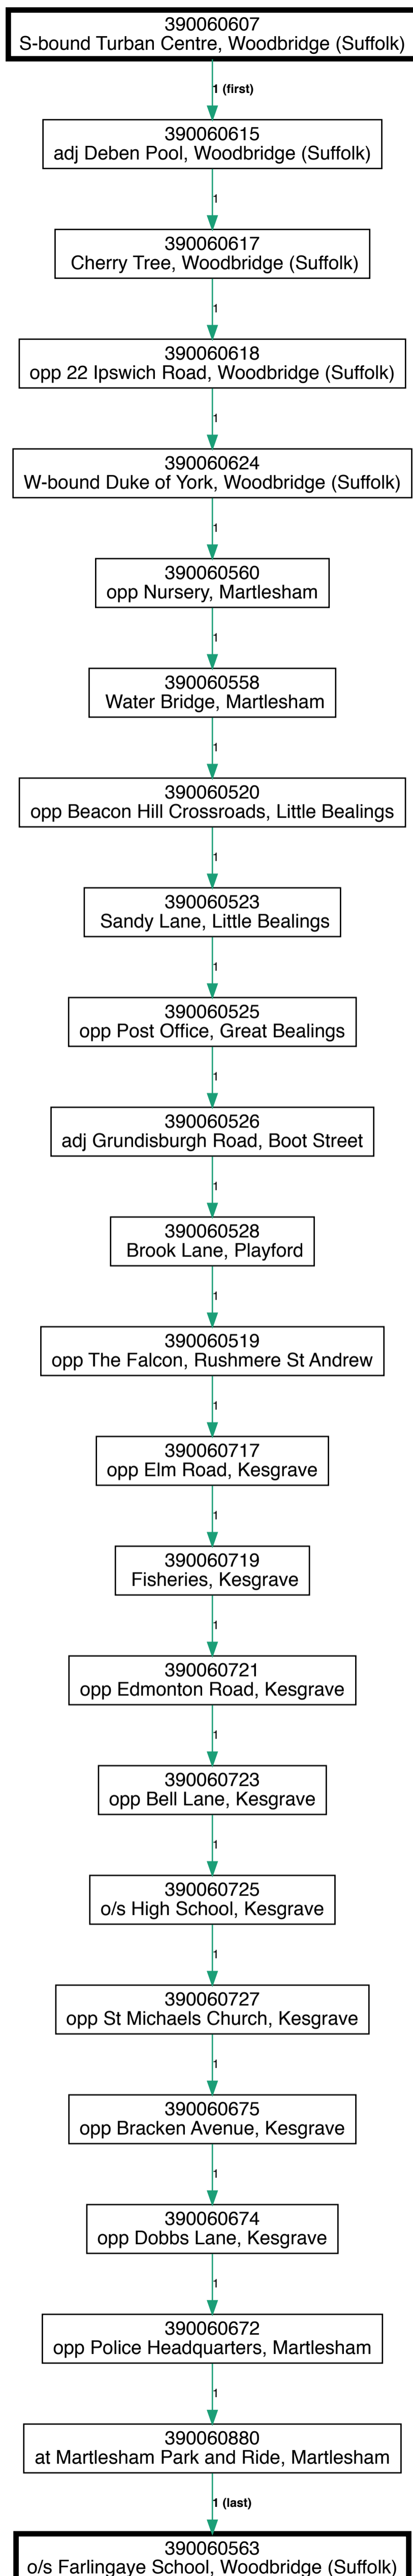 390060607
S-bound Turban Centre, Woodbridge (Suffolk)
1 (first)
390060615
adj Deben Pool, Woodbridge (Suffolk)
1
390060617
Cherry Tree, Woodbridge (Suffolk)
1
390060618
opp 22 Ipswich Road, Woodbridge (Suffolk)
1
390060624
W-bound Duke of York, Woodbridge (Suffolk)
1
390060560
opp Nursery, Martlesham
1
390060558
Water Bridge, Martlesham
1
390060520
opp Beacon Hill Crossroads, Little Bealings
1
390060523
Sandy Lane, Little Bealings
1
390060525
opp Post Office, Great Bealings
1
390060526
adj Grundisburgh Road, Boot Street
1
390060528
Brook Lane, Playford
1
390060519
opp The Falcon, Rushmere St Andrew
1
390060717
opp Elm Road, Kesgrave
1
390060719
Fisheries, Kesgrave
1
390060721
opp Edmonton Road, Kesgrave
1
390060723
opp Bell Lane, Kesgrave
1
390060725
o/s High School, Kesgrave
1
390060727
opp St Michaels Church, Kesgrave
1
390060675
opp Bracken Avenue, Kesgrave
1
390060674
opp Dobbs Lane, Kesgrave
1
390060672
opp Police Headquarters, Martlesham
1
390060880
at Martlesham Park and Ride, Martlesham
1 (last)
390060563
o/s Farlingaye School, Woodbridge (Suffolk)